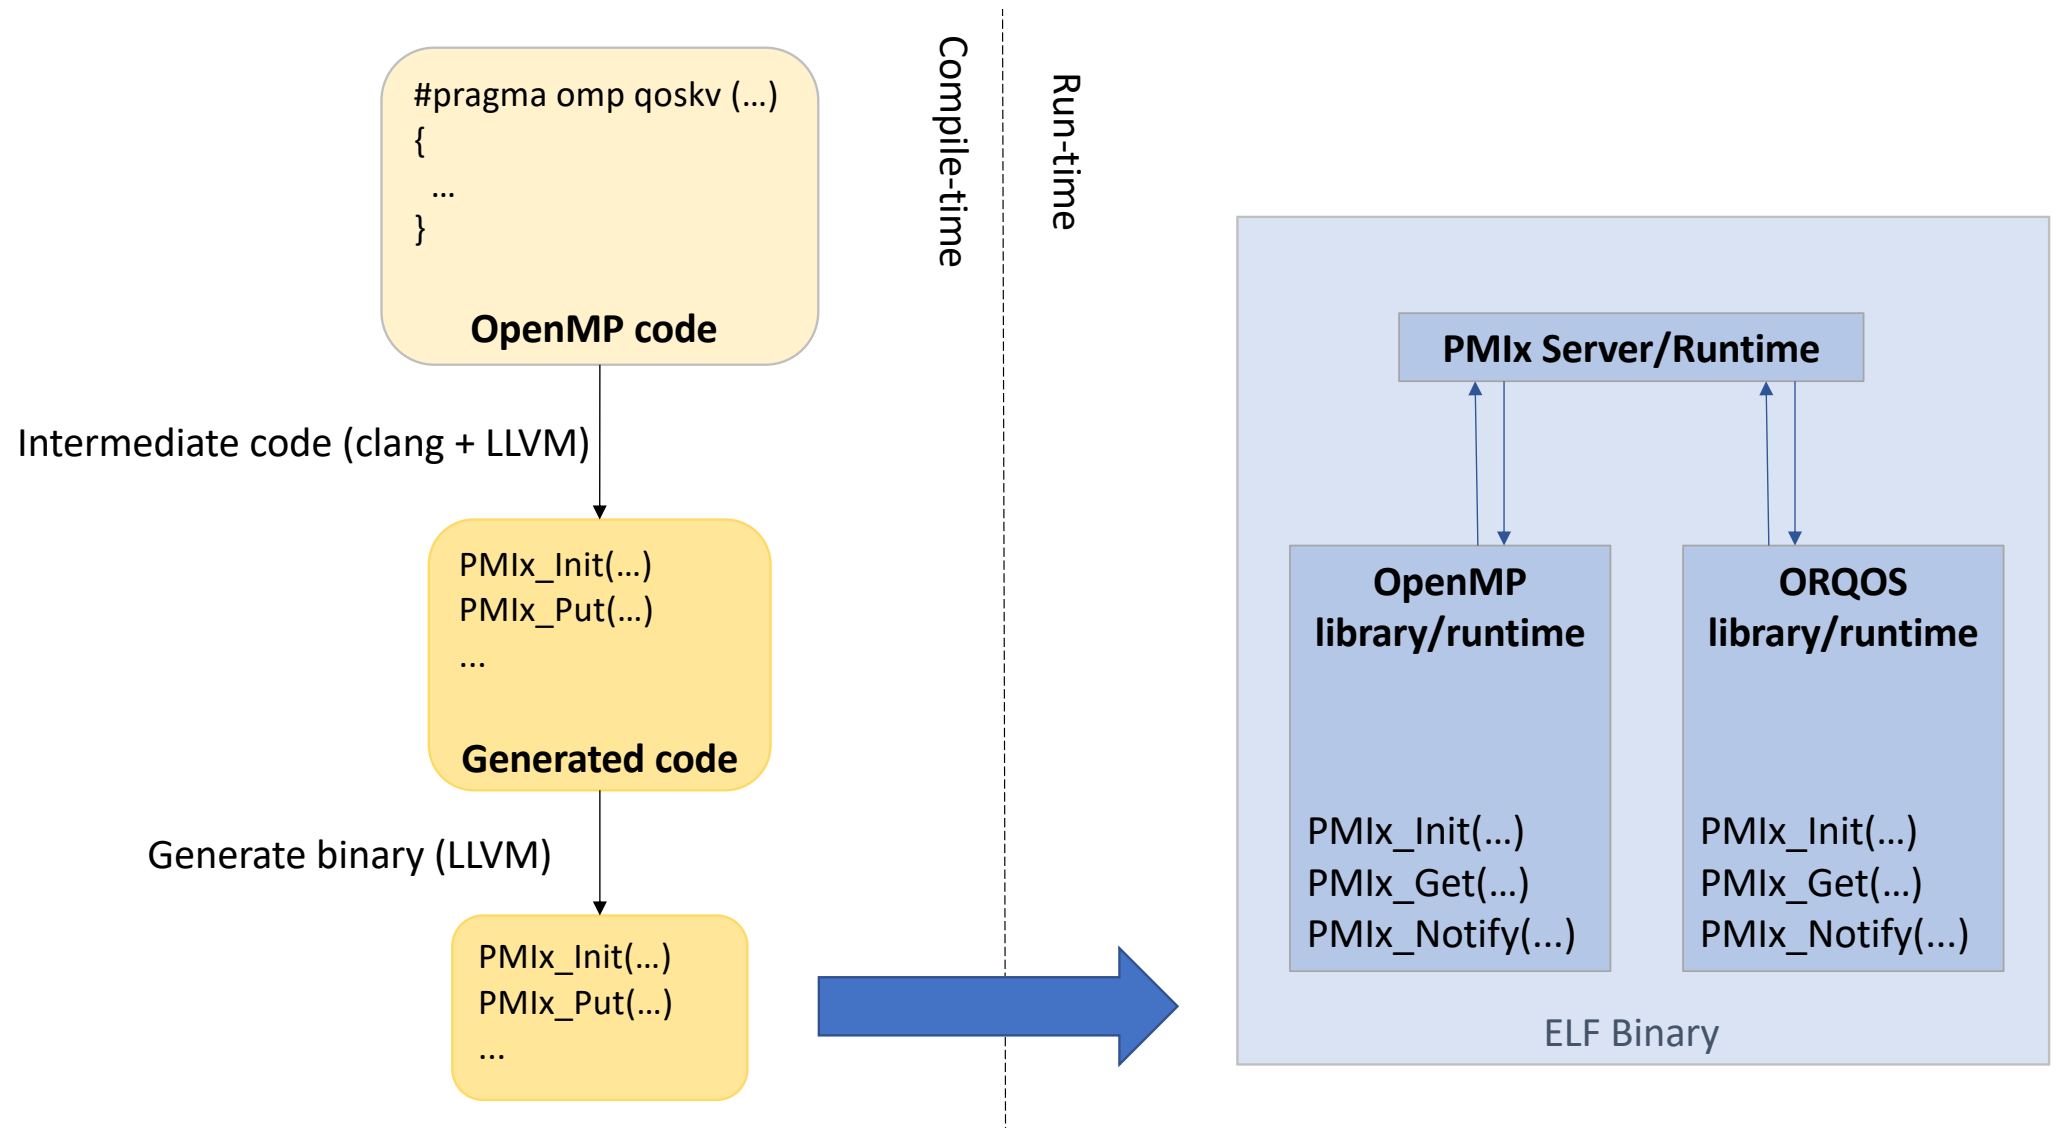 #pragma omp qoskv (…)
{
…
}
OpenMP code
Intermediate code (clang + LLVM)
PMIx_Init(…)
PMIx_Put(…)
...
Generated code
Generate binary (LLVM)
PMIx_Init(…)
PMIx_Put(…)
...
Compile-time
Run-time
PMIx Server/Runtime
OpenMP
library/runtime
PMIx_Init(…)
PMIx_Get(…)
PMIx_Notify(...)
ORQOS
library/runtime
PMIx_Init(…)
PMIx_Get(…)
PMIx_Notify(...)
ELF Binary